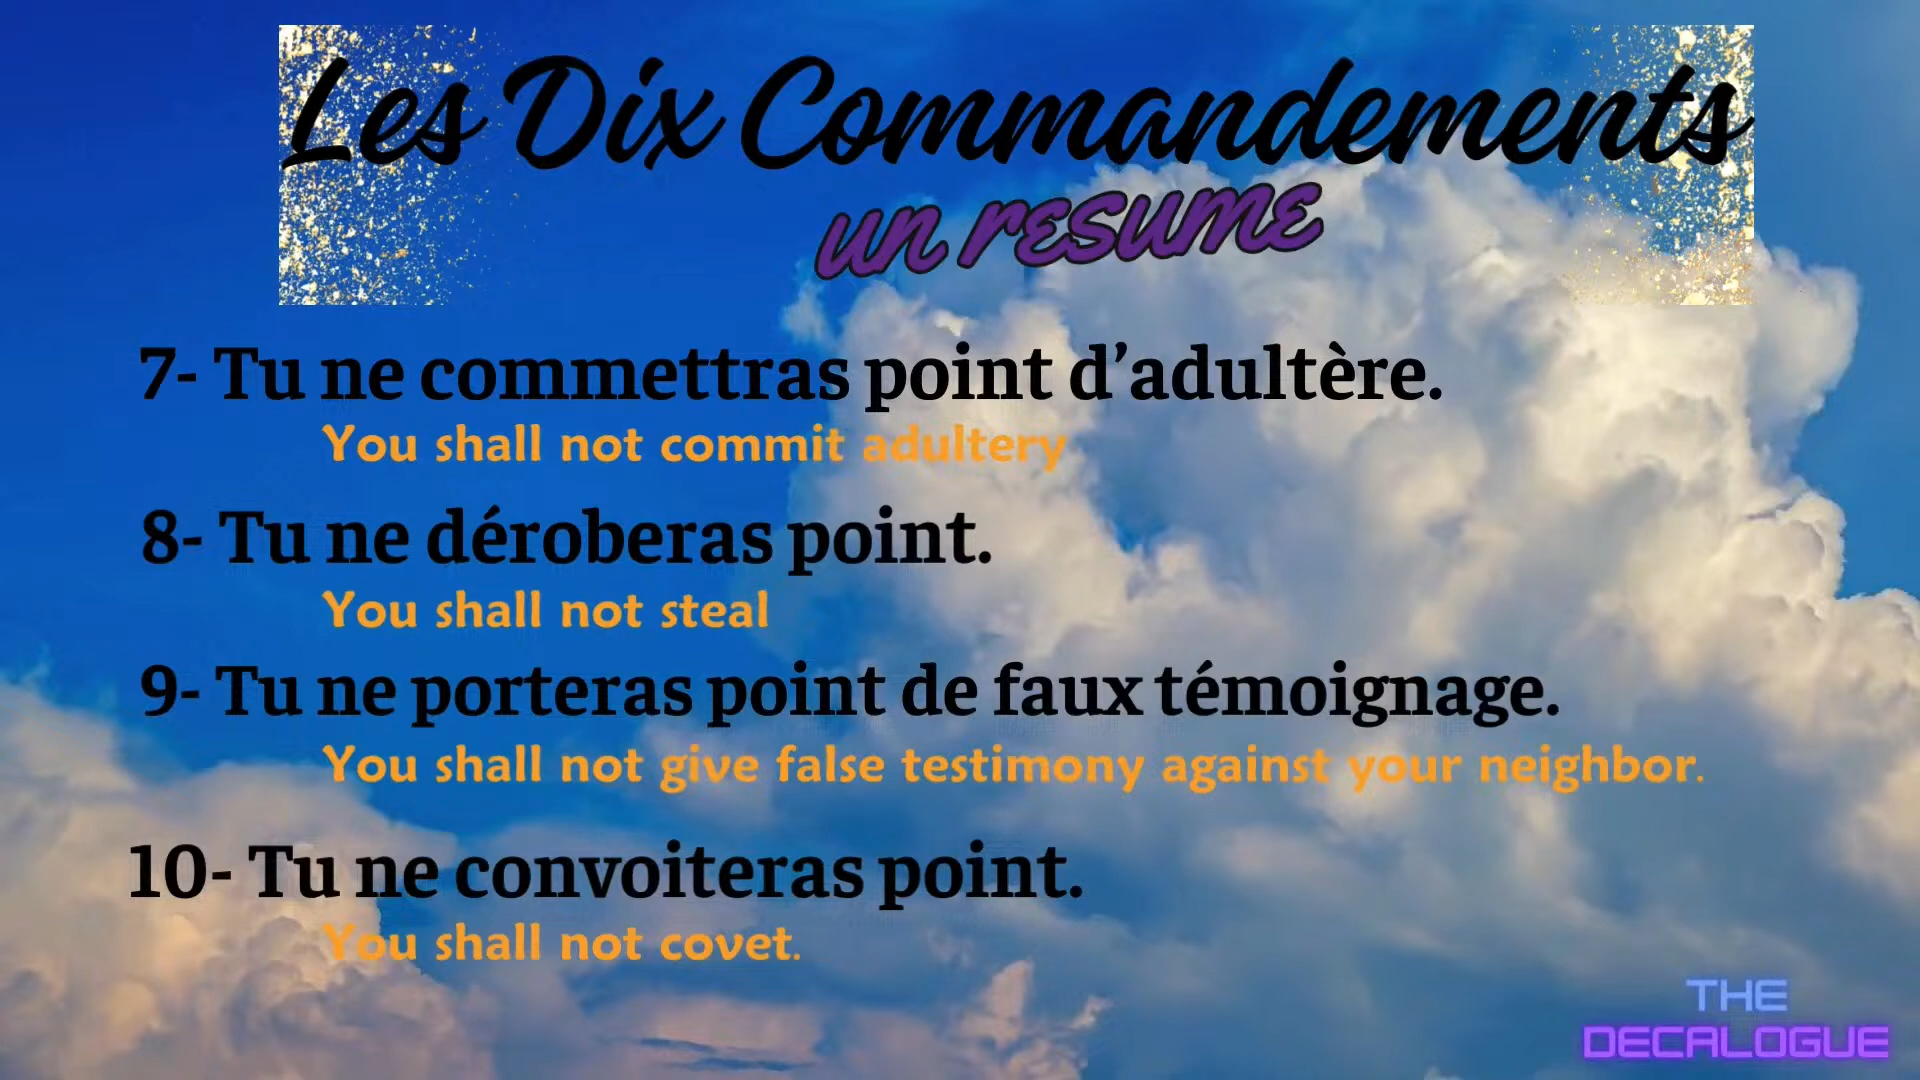 Les Dix Commandements
un resume
7- Tu ne commettras point d’adultère.
You shall not commit adultery
8- Tu ne déroberas point.
You shall not steal
9- Tu ne porteras point de faux témoignage.
You shall not give false testimony against your neighbor.
10- Tu ne convoiteras point.
You shall not covet.
THE
DECALOGUE